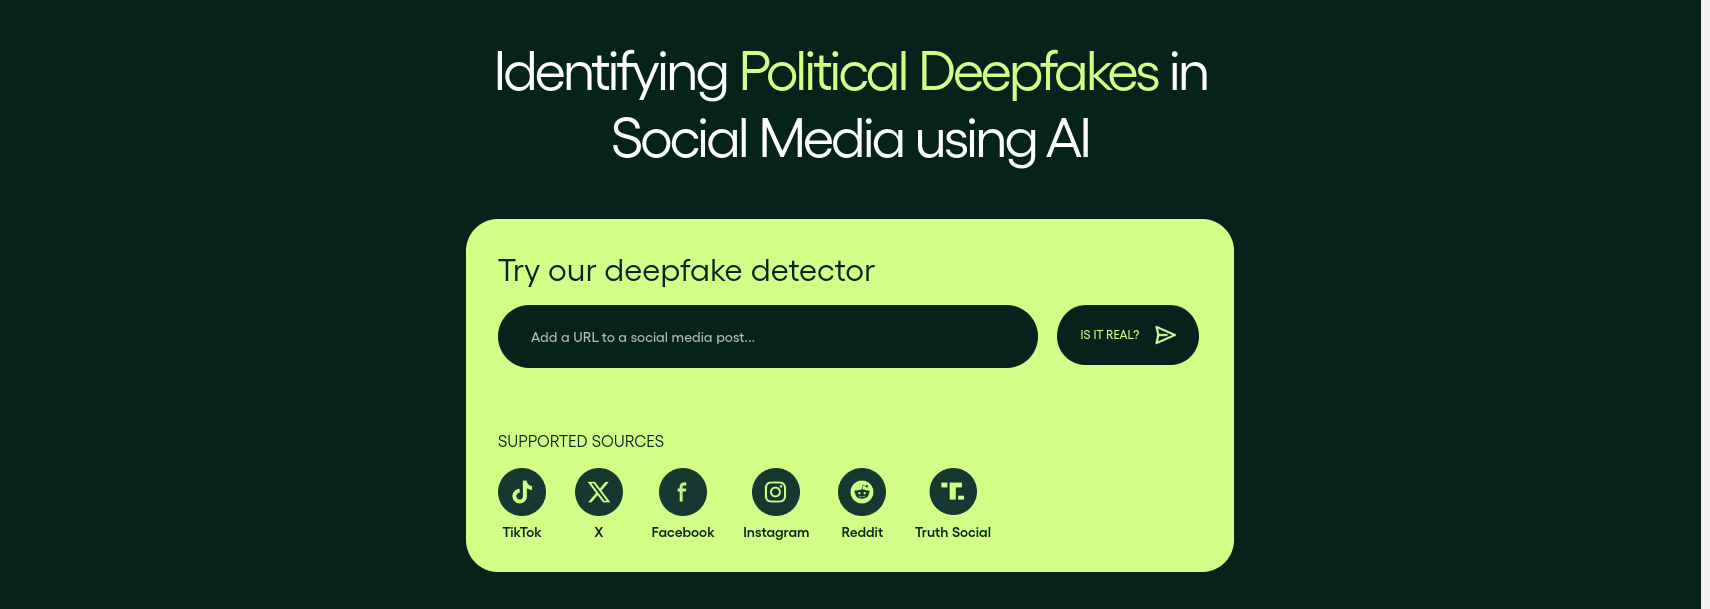 Identifying Political Deepfakes in
Social Media using AI
Try our deepfake detector
Add a URL to a social media post...
IS IT REAL?
SUPPORTED SOURCES
TikTok
X
Facebook
Instagram
Reddit
Truth Social